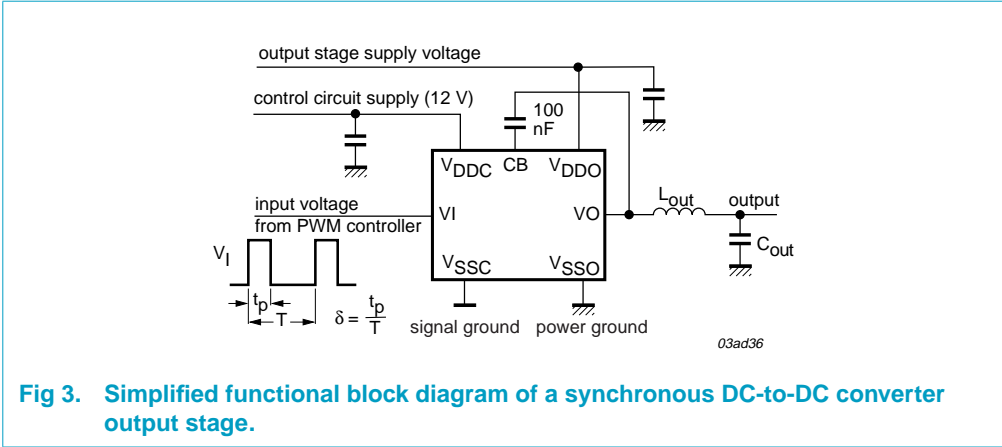 output stage supply voltage
control circuit supply (12 V)
100
nF
VDDC CB VDDO
Lout output
input voltage
VI VO
from PWM controller
Cout
VI
VSSC VSSO
tp
T
δ = tp/T
signal ground power ground
03ad36
Fig 3. Simplified functional block diagram of a synchronous DC-to-DC converter
output stage.